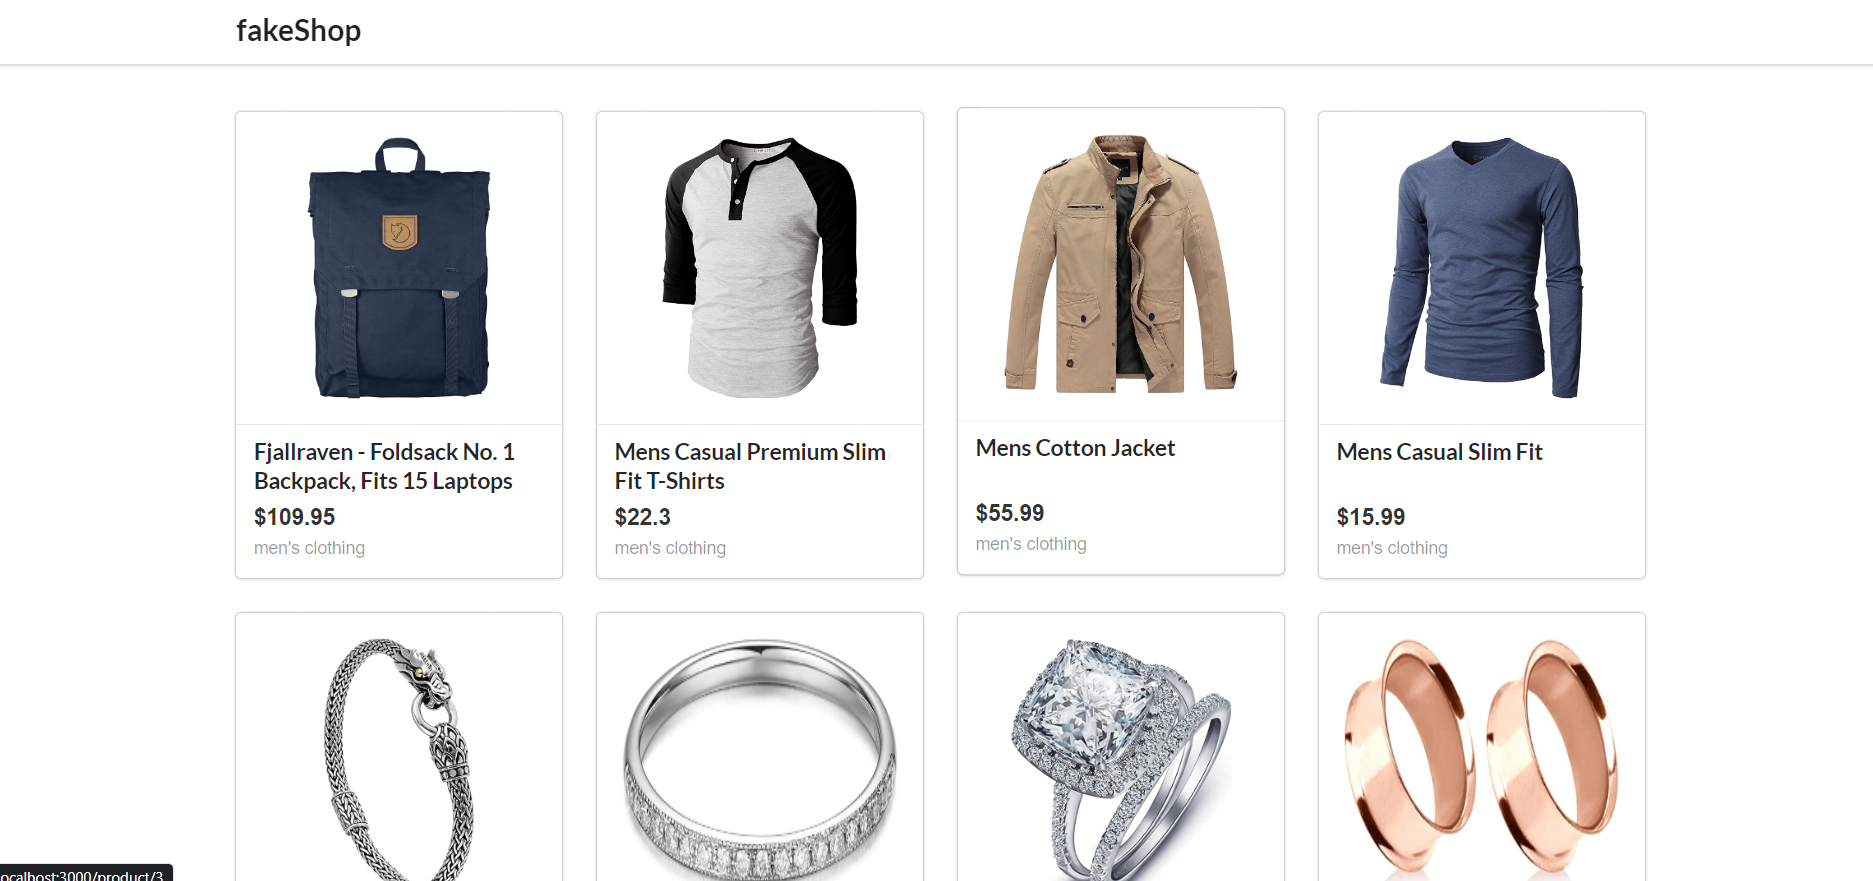 fakeShop
Fjallraven - Foldsack No. 1
Backpack, Fits 15 Laptops
$109.95
men's clothing
Mens Casual Premium Slim
Fit T-Shirts
$22.3
men's clothing
Mens Cotton Jacket
$55.99
men's clothing
Mens Casual Slim Fit
$15.99
men's clothing
ocalhost:3000/product/3